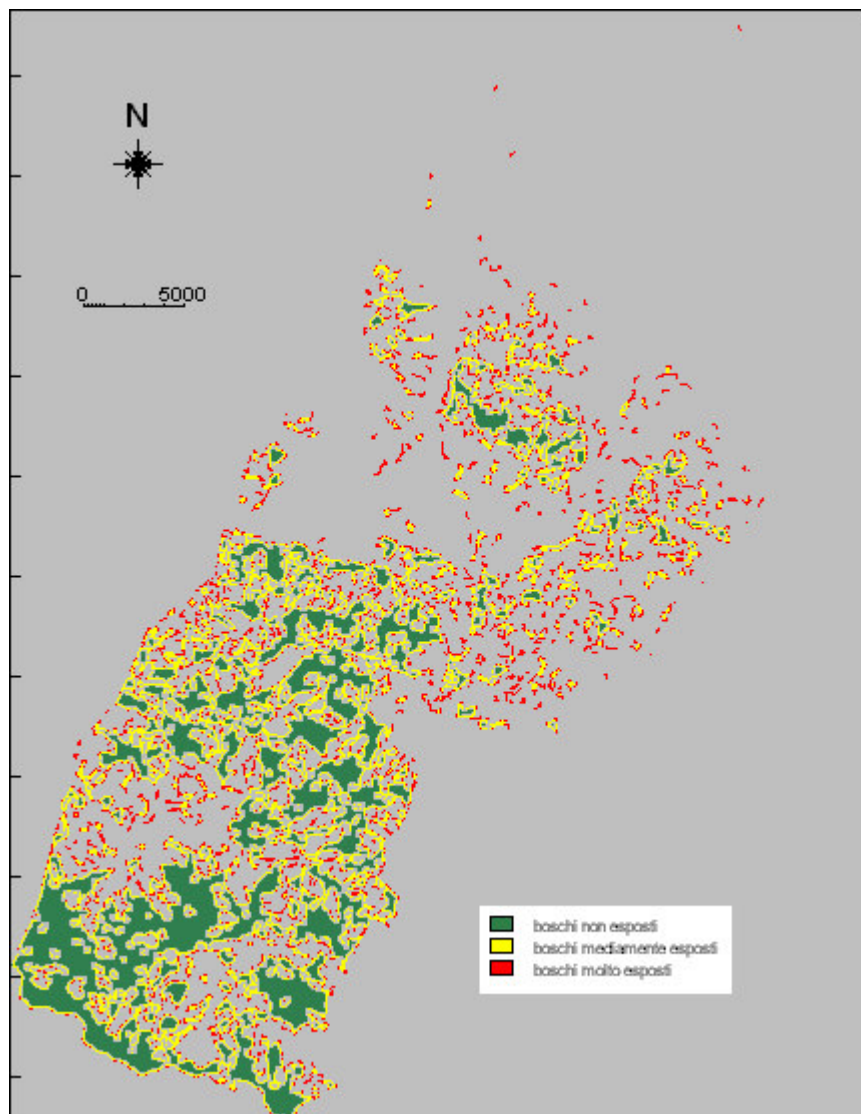 N
0 5000
boschi non esposti
boschi mediamente esposti
boschi molto esposti